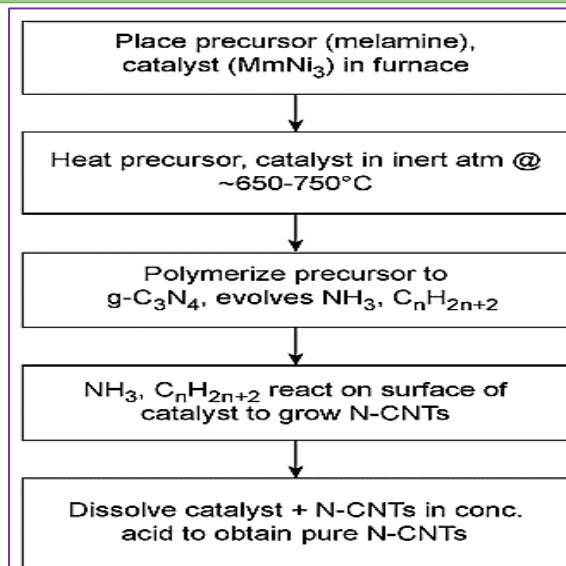 Place precursor (melamine),
catalyst (MmNi₃) in furnace
Heat precursor, catalyst in inert atm @
~650-750°C
Polymerize precursor to
g-C₃N₄, evolves NH₃, CₙH₂ₙ₊₂
NH₃, CₙH₂ₙ₊₂ react on surface of
catalyst to grow N-CNTs
Dissolve catalyst + N-CNTs in conc.
acid to obtain pure N-CNTs